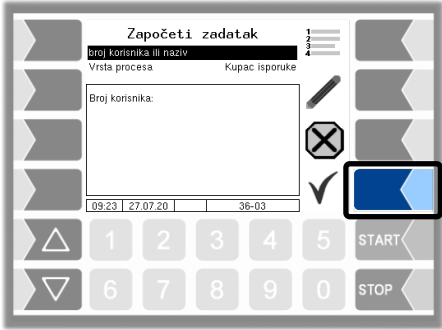 Započeti zadatak
broj korisnika ili naziv
Vrsta procesa Kupac isporuke
Broj korisnika:
1
2
3
4
09:23 27.07.20 36-03
1 2 3 4 5 START
6 7 8 9 0 STOP